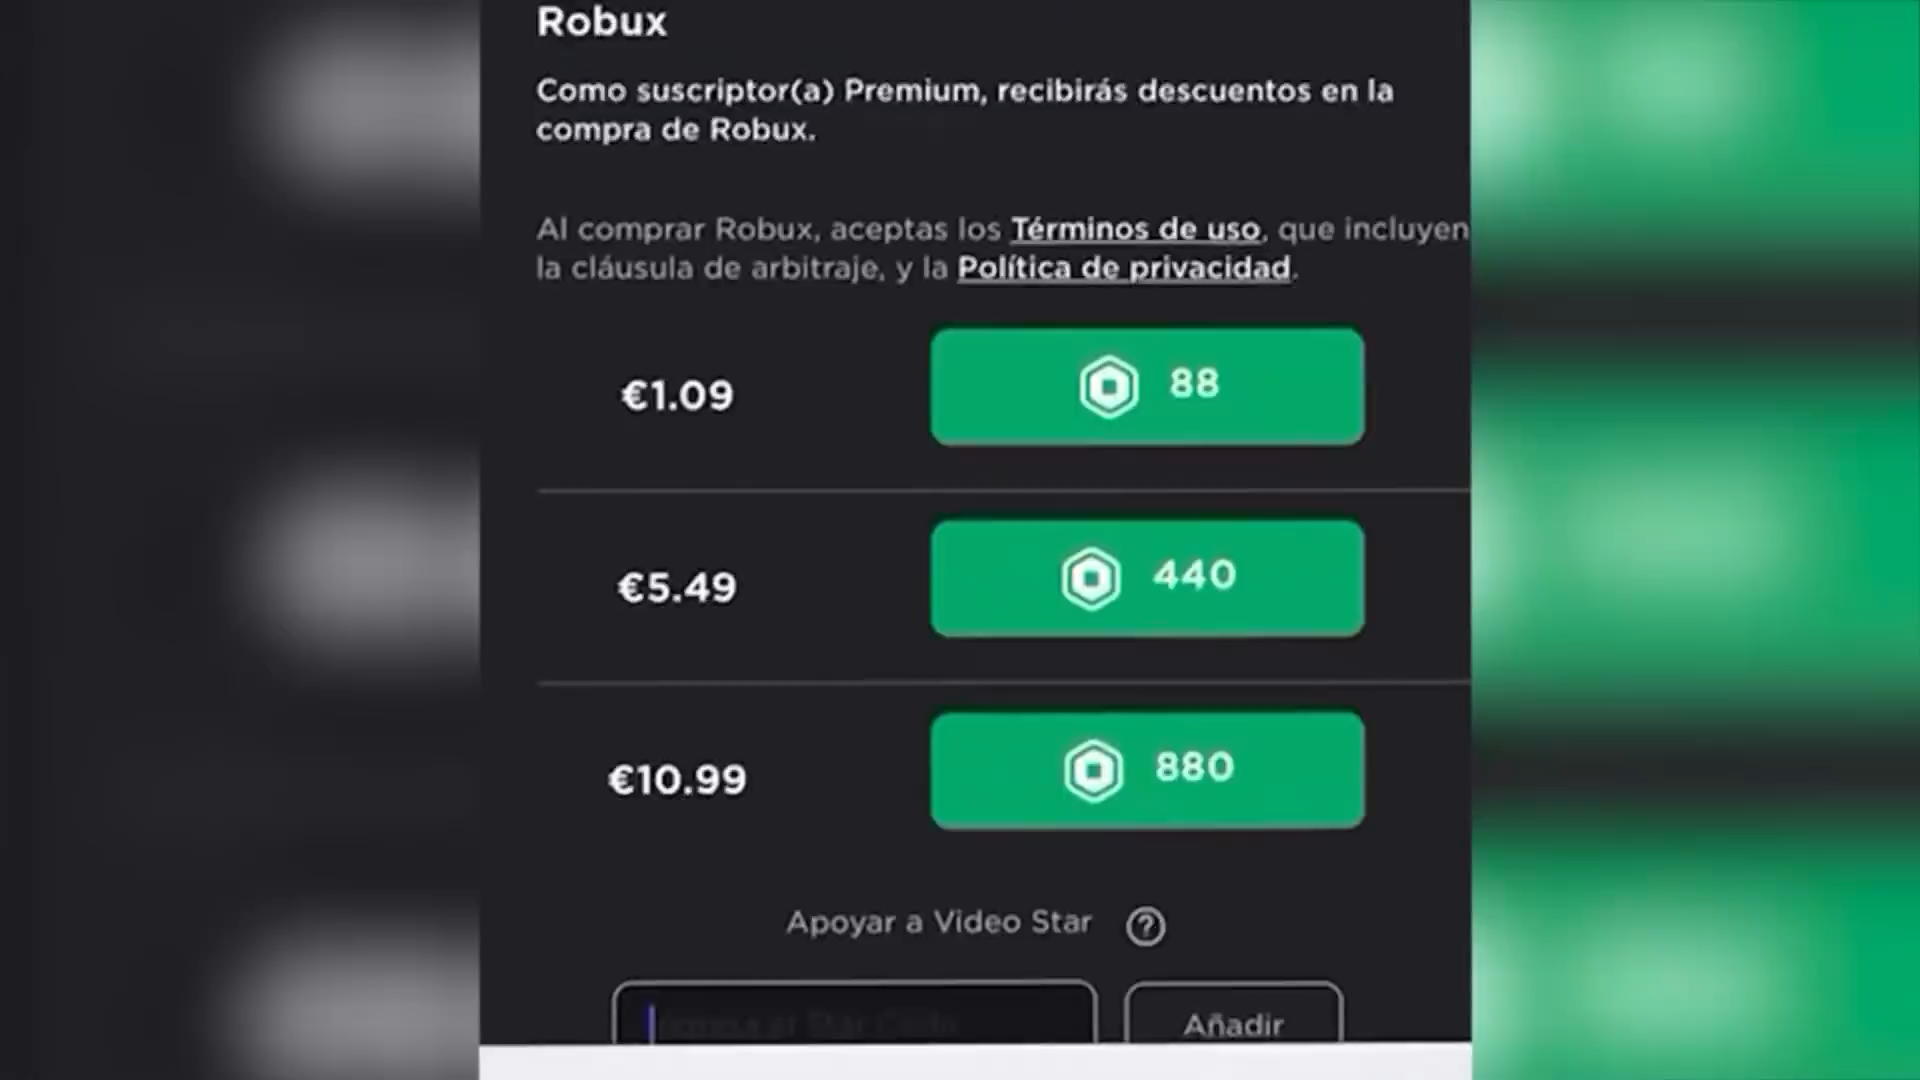 Robux
Como suscriptor(a) Premium, recibirás descuentos en la
compra de Robux.
Al comprar Robux, aceptas los Términos de uso, que incluyen
la cláusula de arbitraje, y la Política de privacidad.
€1.09 88
€5.49 440
€10.99 880
Apoyar a Video Star ?
Añadir